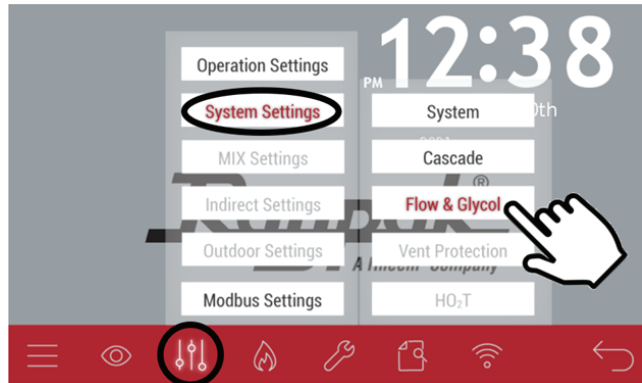 12:38
PM
0th
Operation Settings
System Settings
MIX Settings
Indirect Settings
Outdoor Settings
Modbus Settings
System
Cascade
Flow & Glycol
Vent Protection
HO₂T
®
A Rheem Company